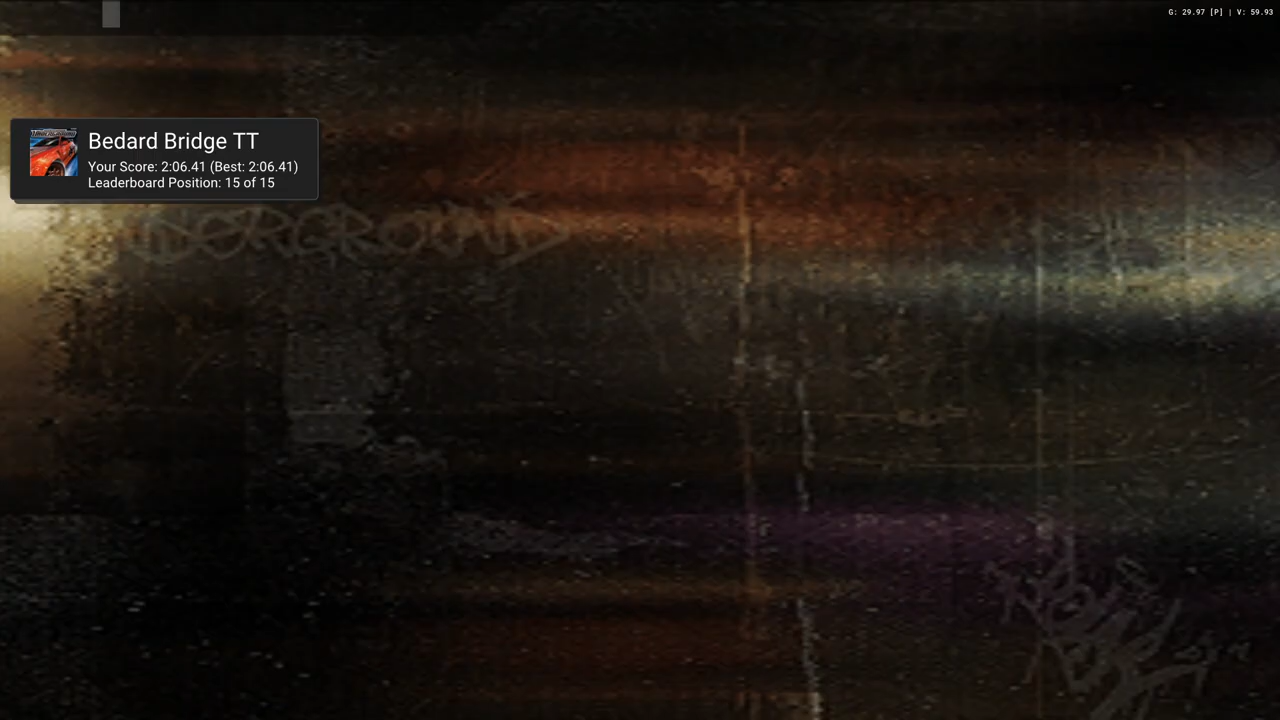 G: 29.97 [P] | V: 59.93
Bedard Bridge TT
Your Score: 2:06.41 (Best: 2:06.41)
Leaderboard Position: 15 of 15